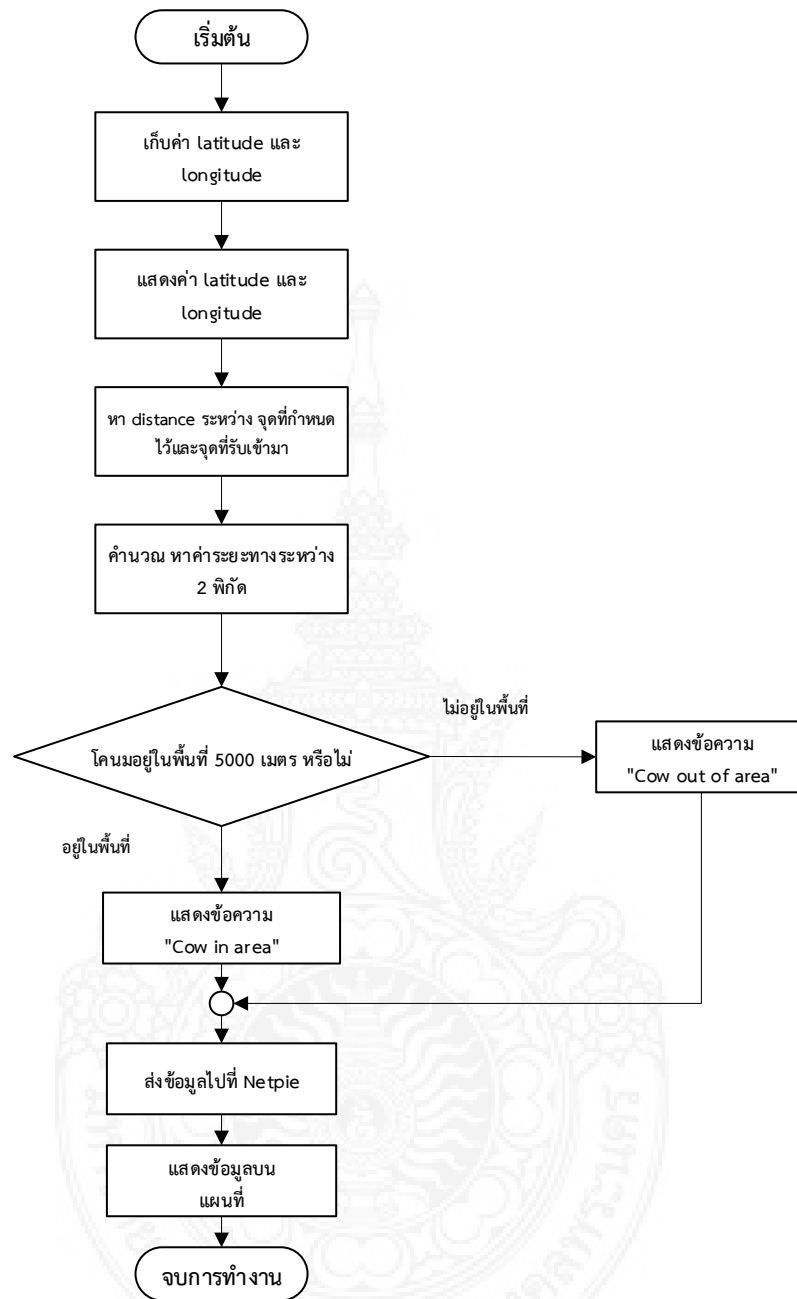 เริ่มต้น
เก็บค่า latitude และ
longitude
แสดงค่า latitude และ
longitude
หา distance ระหว่าง จุดที่กำหนด
ไว้และจุดที่รับเข้ามา
คำนวณ หาค่าระยะทางระหว่าง
2 พิกัด
โคนมอยู่ในพื้นที่ 5000 เมตร หรือไม่
ไม่อยู่ในพื้นที่
แสดงข้อความ
"Cow out of area"
อยู่ในพื้นที่
แสดงข้อความ
"Cow in area"
ส่งข้อมูลไปที่ Netpie
แสดงข้อมูลบน
แผนที่
จบการทำงาน